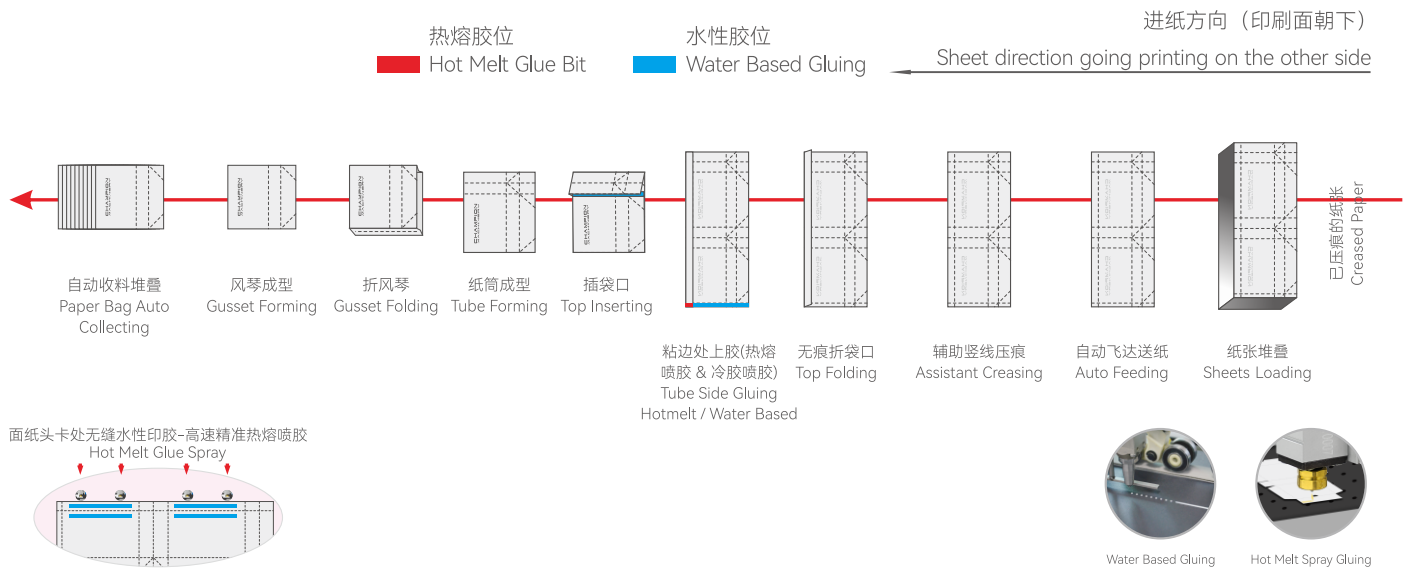 进纸方向（印刷面朝下）
Sheet direction going printing on the other side
热熔胶位
Hot Melt Glue Bit
水性胶位
Water Based Gluing
自动收料堆叠
Paper Bag Auto
Collecting
风琴成型
Gusset Forming
折风琴
Gusset Folding
纸筒成型
Tube Forming
插袋口
Top Inserting
粘边处上胶(热熔
喷胶 & 冷胶喷胶)
Tube Side Gluing
Hotmelt / Water Based
无痕折袋口
Top Folding
辅助竖线压痕
Assistant Creasing
自动飞达送纸
Auto Feeding
纸张堆叠
Sheets Loading
已压痕的纸张
Creased Paper
CHAMPION
CHAMPION
CHAMPION
CHAMPION
CHAMPION
面纸头卡处无缝水性印胶–高速精准热熔喷胶
Hot Melt Glue Spray
Water Based Gluing
Hot Melt Spray Gluing